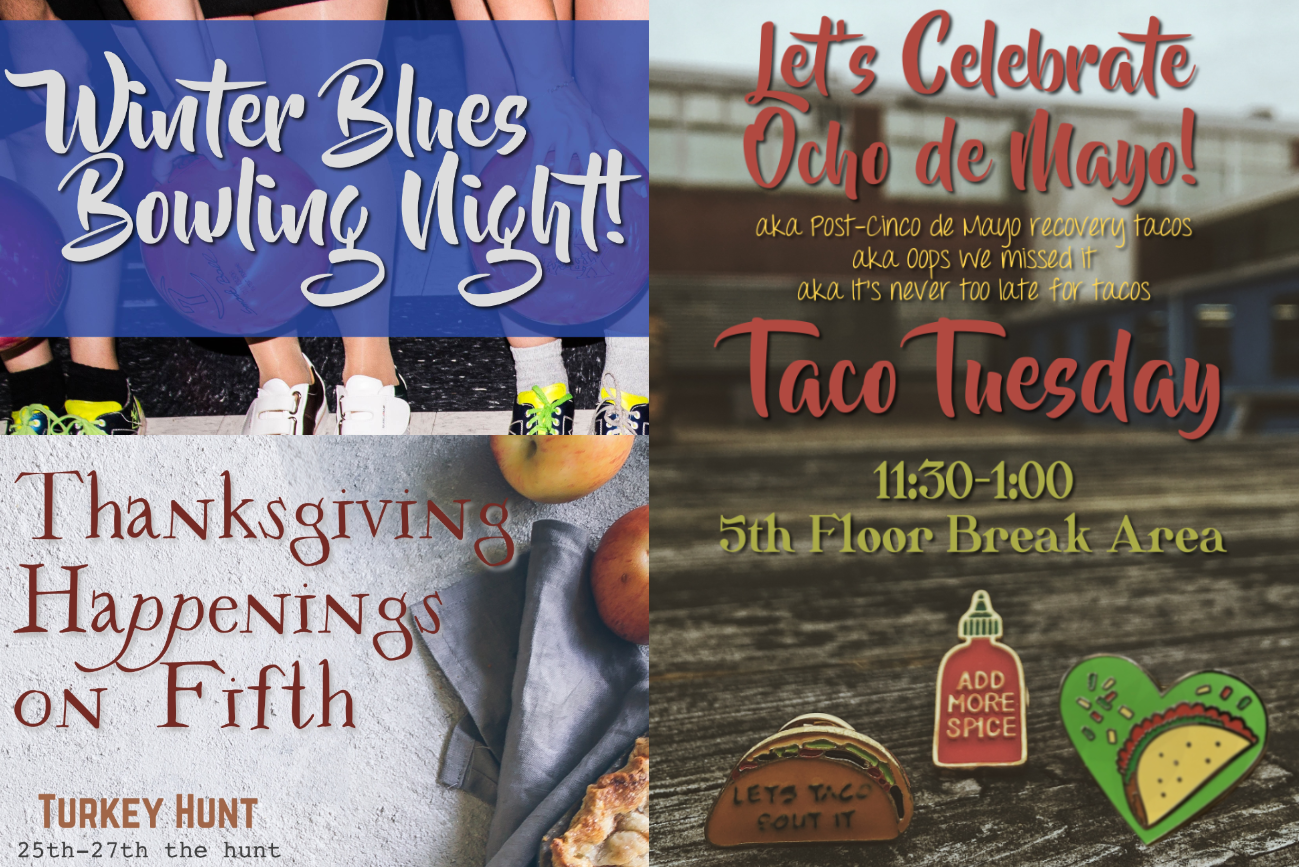 Winter Blues
Bowling Night!
Thanksgiving
Happenings
on Fifth
Turkey Hunt
25th-27th the hunt
Let's Celebrate
Ocho de Mayo!
aka Post-Cinco de Mayo recovery tacos
aka Oops we missed it
aka It's never too late for tacos
Taco Tuesday
11:30-1:00
5th Floor Break Area
ADD
MORE
SPICE
LETS TACO
BOUT IT